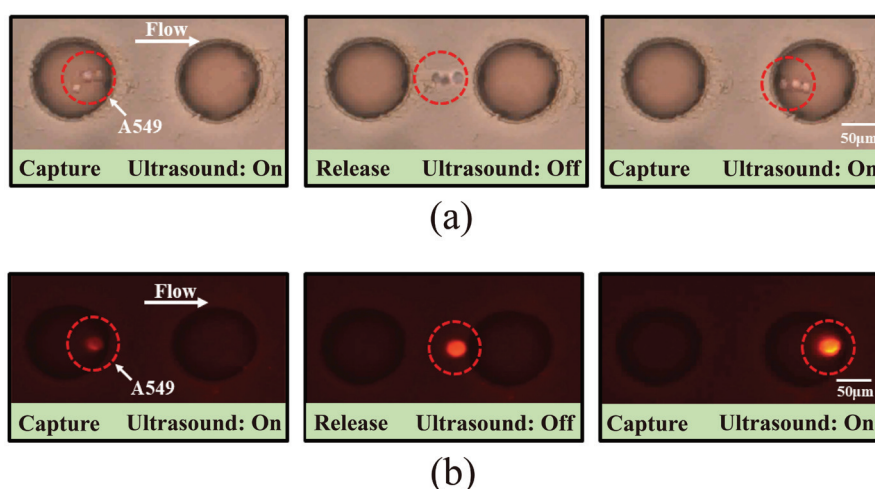 Flow
A549
50μm
Capture Ultrasound: On
Release Ultrasound: Off
Capture Ultrasound: On
(a)
Flow
A549
50μm
Capture Ultrasound: On
Release Ultrasound: Off
Capture Ultrasound: On
(b)